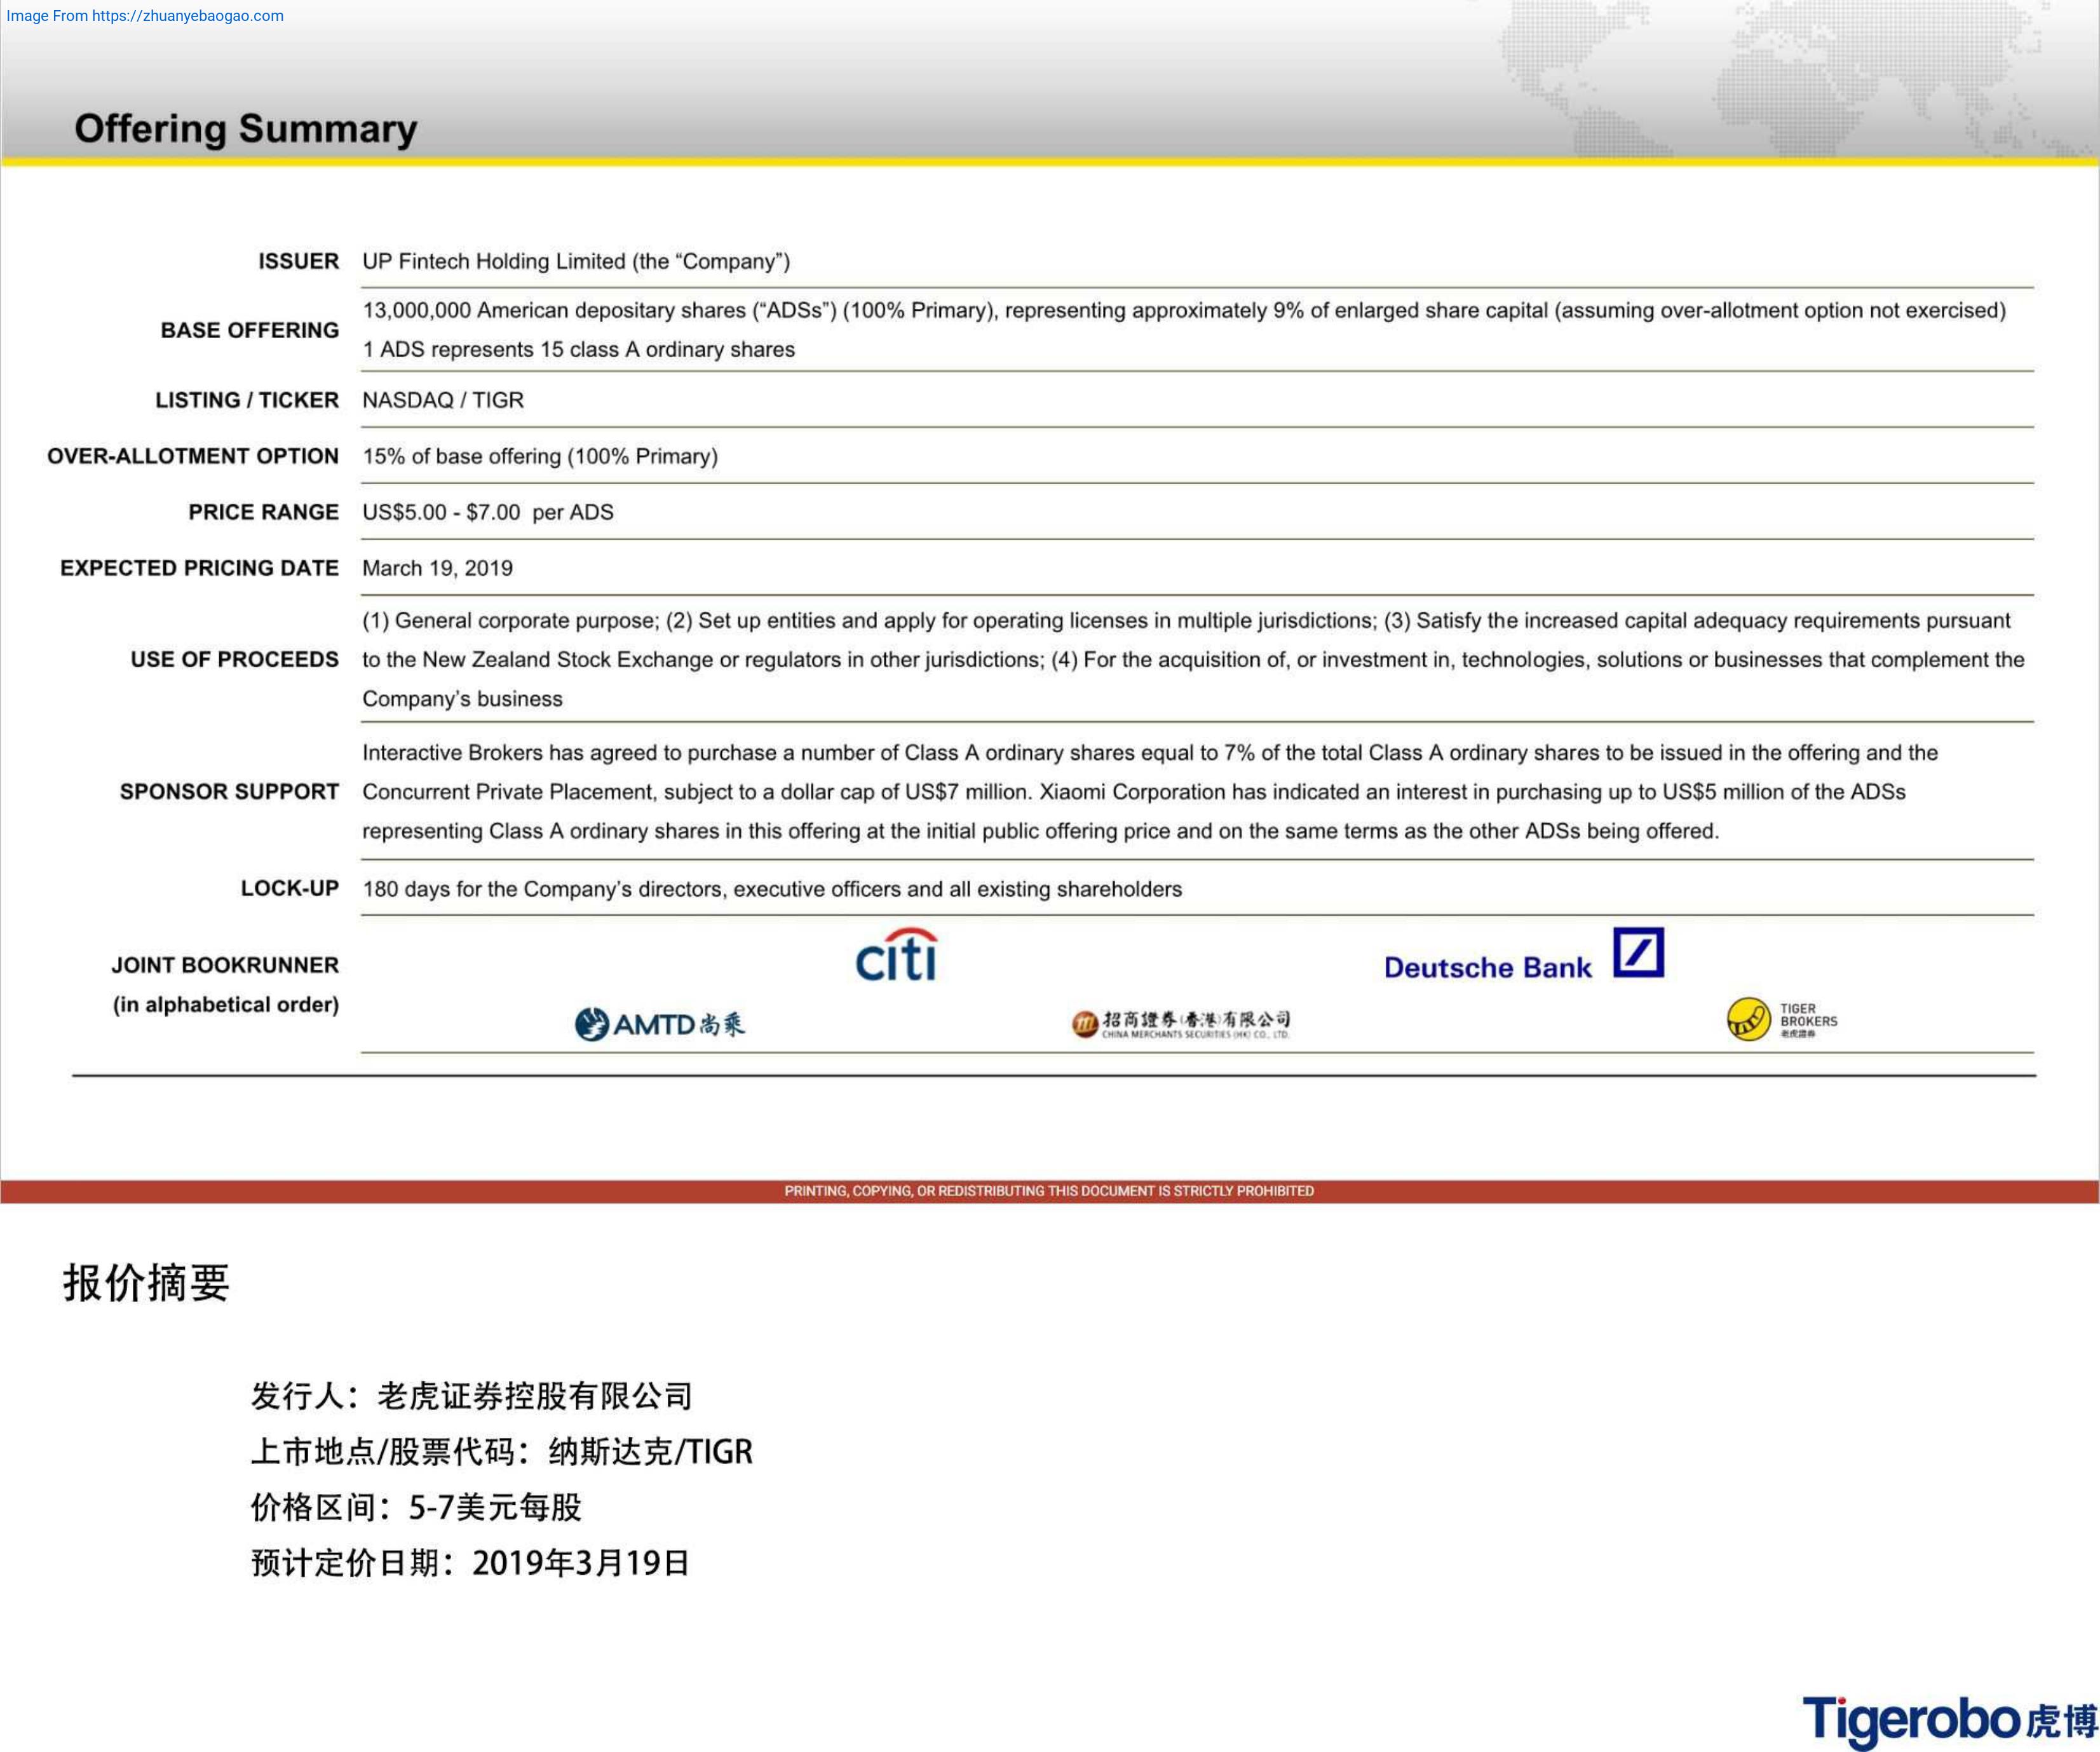 Image From https://zhuanyebaogao.com
Offering Summary
ISSUER UP Fintech Holding Limited (the “Company”)
BASE OFFERING 13,000,000 American depositary shares (“ADSs”) (100% Primary), representing approximately 9% of enlarged share capital (assuming over-allotment option not exercised)
1 ADS represents 15 class A ordinary shares
LISTING / TICKER NASDAQ / TIGR
OVER-ALLOTMENT OPTION 15% of base offering (100% Primary)
PRICE RANGE US$5.00 - $7.00 per ADS
EXPECTED PRICING DATE March 19, 2019
USE OF PROCEEDS (1) General corporate purpose; (2) Set up entities and apply for operating licenses in multiple jurisdictions; (3) Satisfy the increased capital adequacy requirements pursuant
to the New Zealand Stock Exchange or regulators in other jurisdictions; (4) For the acquisition of, or investment in, technologies, solutions or businesses that complement the
Company’s business
SPONSOR SUPPORT Interactive Brokers has agreed to purchase a number of Class A ordinary shares equal to 7% of the total Class A ordinary shares to be issued in the offering and the
Concurrent Private Placement, subject to a dollar cap of US$7 million. Xiaomi Corporation has indicated an interest in purchasing up to US$5 million of the ADSs
representing Class A ordinary shares in this offering at the initial public offering price and on the same terms as the other ADSs being offered.
LOCK-UP 180 days for the Company’s directors, executive officers and all existing shareholders
JOINT BOOKRUNNER
(in alphabetical order)
citi
Deutsche Bank
AMTD尚乘
招商證券(香港)有限公司
CHINA MERCHANTS SECURITIES (HK) CO., LTD.
TIGER
BROKERS
老虎證券
PRINTING, COPYING, OR REDISTRIBUTING THIS DOCUMENT IS STRICTLY PROHIBITED
报价摘要
发行人：老虎证券控股有限公司
上市地点/股票代码：纳斯达克/TIGR
价格区间：5-7美元每股
预计定价日期：2019年3月19日
Tigerobo虎博